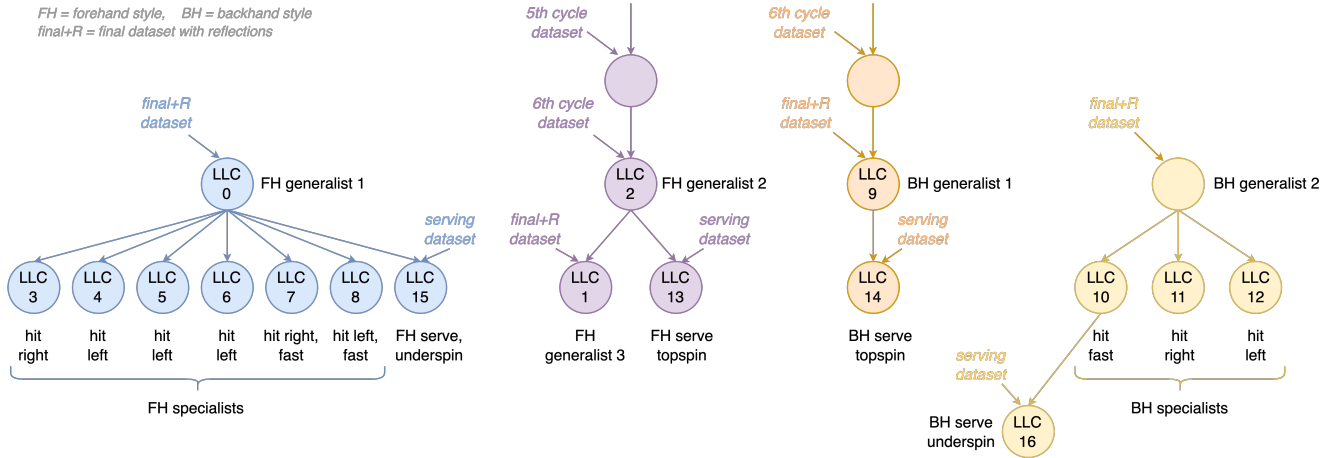 FH = forehand style, BH = backhand style
final+R = final dataset with reflections
final+R
dataset
LLC
0
FH generalist 1
serving
dataset
LLC
3
LLC
4
LLC
5
LLC
6
LLC
7
LLC
8
LLC
15
hit
right
hit
left
hit
left
hit
left
hit right,
fast
hit left,
fast
FH serve,
underspin
FH specialists
5th cycle
dataset
6th cycle
dataset
LLC
2
FH generalist 2
final+R
dataset
serving
dataset
LLC
1
LLC
13
FH
generalist 3
FH serve
topspin
6th cycle
dataset
final+R
dataset
LLC
9
BH generalist 1
serving
dataset
LLC
14
BH serve
topspin
final+R
dataset
BH generalist 2
LLC
10
LLC
11
LLC
12
hit
fast
hit
right
hit
left
BH specialists
serving
dataset
BH serve
underspin
LLC
16